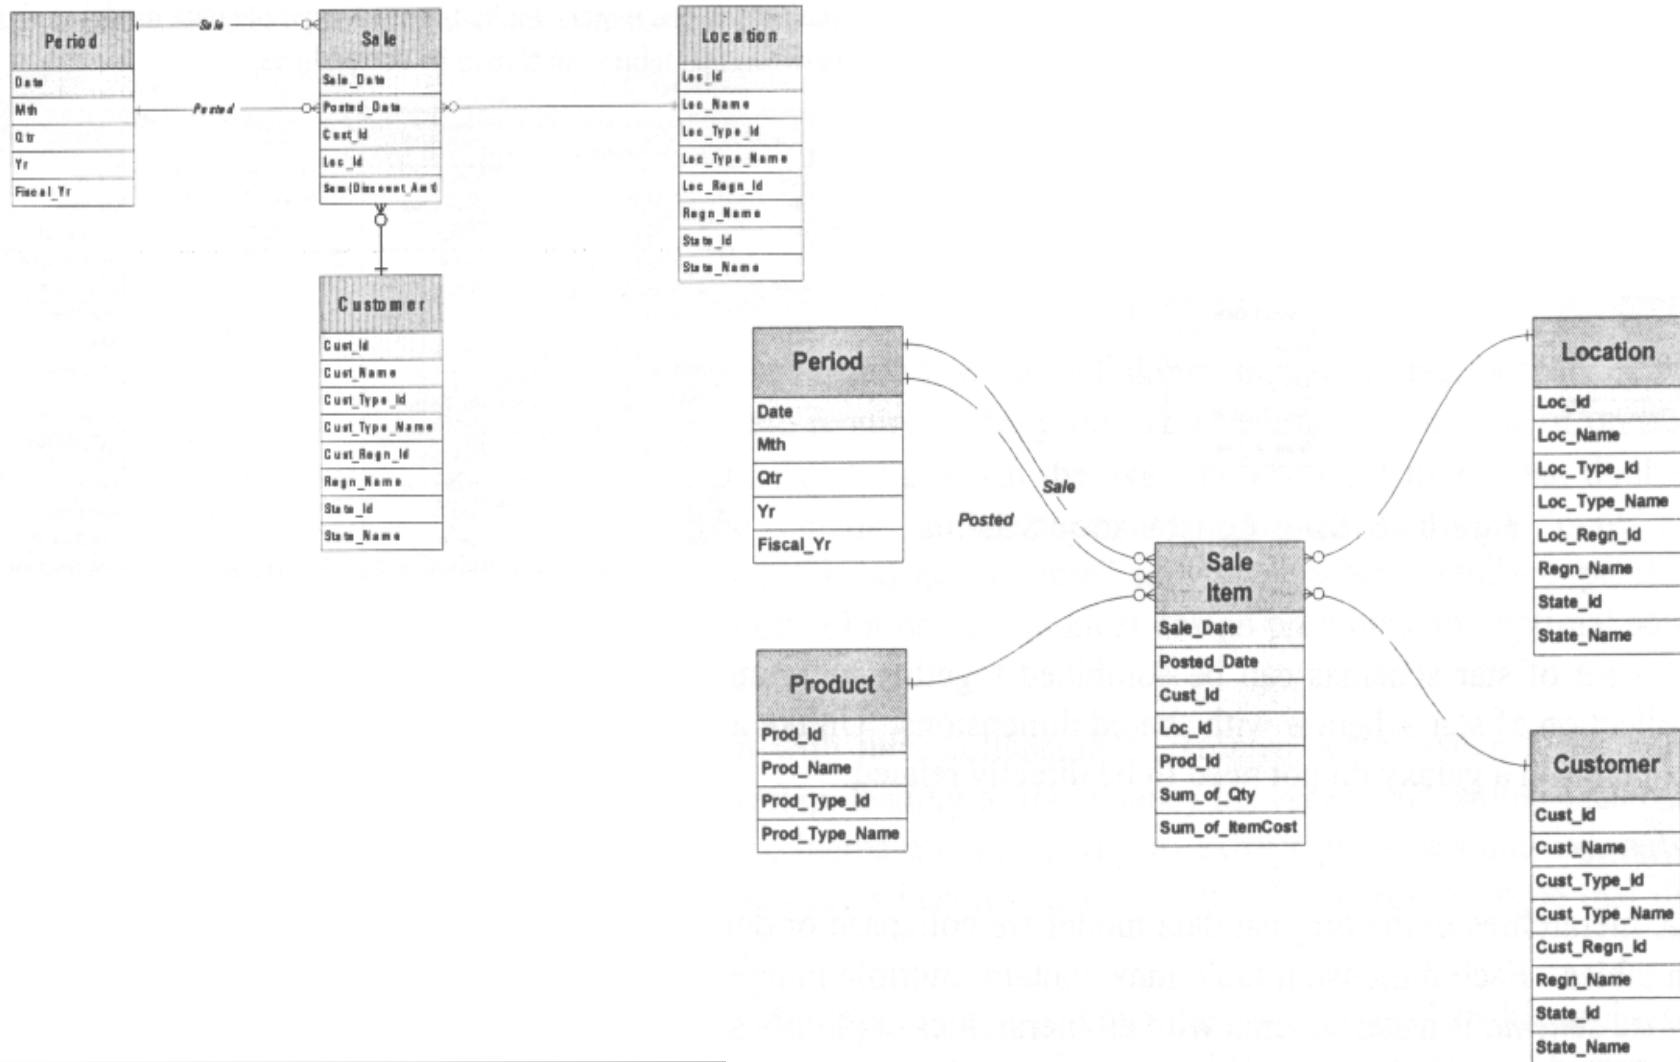 Period
Date
Mth
Qtr
Yr
Fiscal_Yr
Sale
Posted
Sale
Sale_Date
Posted_Date
Cust_Id
Loc_Id
Sum(Discount_Amt)
Location
Loc_Id
Loc_Name
Loc_Type_Id
Loc_Type_Name
Loc_Regn_Id
Regn_Name
State_Id
State_Name
Customer
Cust_Id
Cust_Name
Cust_Type_Id
Cust_Type_Name
Cust_Regn_Id
Regn_Name
State_Id
State_Name
Period
Date
Mth
Qtr
Yr
Fiscal_Yr
Sale
Posted
Product
Prod_Id
Prod_Name
Prod_Type_Id
Prod_Type_Name
Sale
Item
Sale_Date
Posted_Date
Cust_Id
Loc_Id
Prod_Id
Sum_of_Qty
Sum_of_ItemCost
Location
Loc_Id
Loc_Name
Loc_Type_Id
Loc_Type_Name
Loc_Regn_Id
Regn_Name
State_Id
State_Name
Customer
Cust_Id
Cust_Name
Cust_Type_Id
Cust_Type_Name
Cust_Regn_Id
Regn_Name
State_Id
State_Name